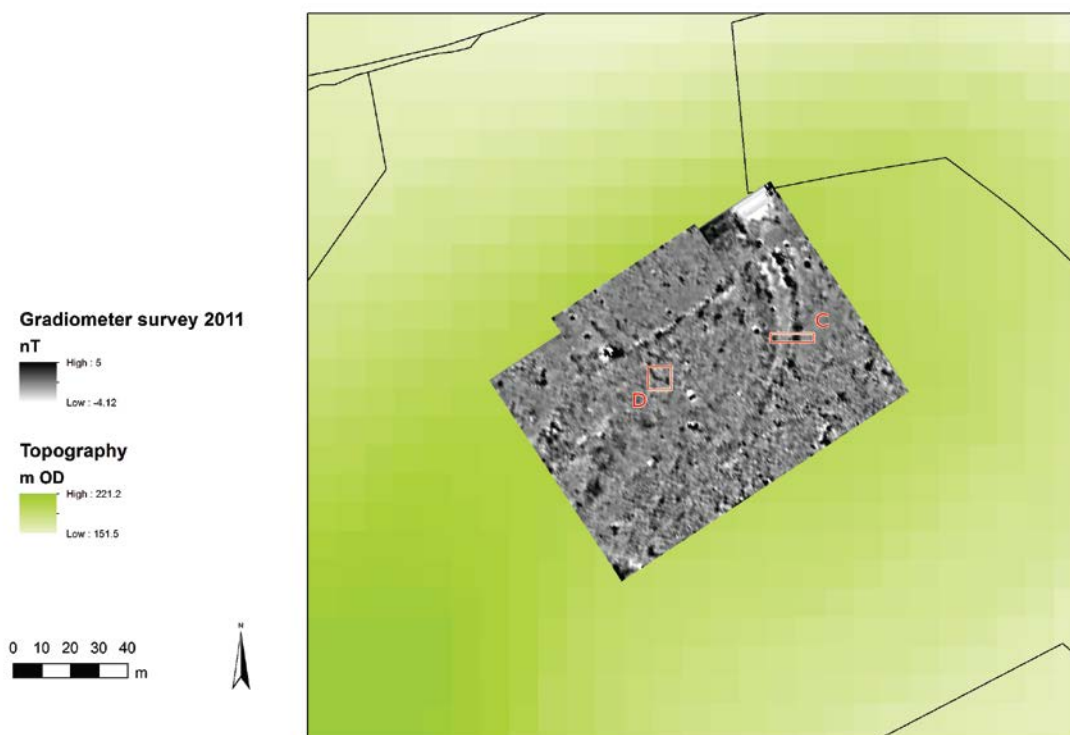 Gradiometer survey 2011
nT
High : 5
Low : -4.12
Topography
m OD
High : 221.2
Low : 151.5
0 10 20 30 40
m
N
C
D